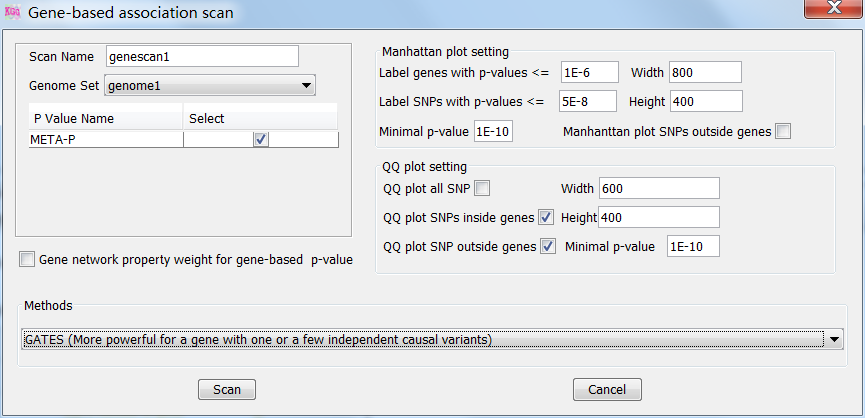 KGG Gene-based association scan
Scan Name genescan1
Genome Set genome1
P Value Name Select
META-P
Gene network property weight for gene-based p-value
Manhattan plot setting
Label genes with p-values <= 1E-6 Width 800
Label SNPs with p-values <= 5E-8 Height 400
Minimal p-value 1E-10 Manhanttan plot SNPs outside genes
QQ plot setting
QQ plot all SNP Width 600
QQ plot SNPs inside genes Height 400
QQ plot SNP outside genes Minimal p-value 1E-10
Methods
GATES (More powerful for a gene with one or a few independent causal variants)
Scan Cancel